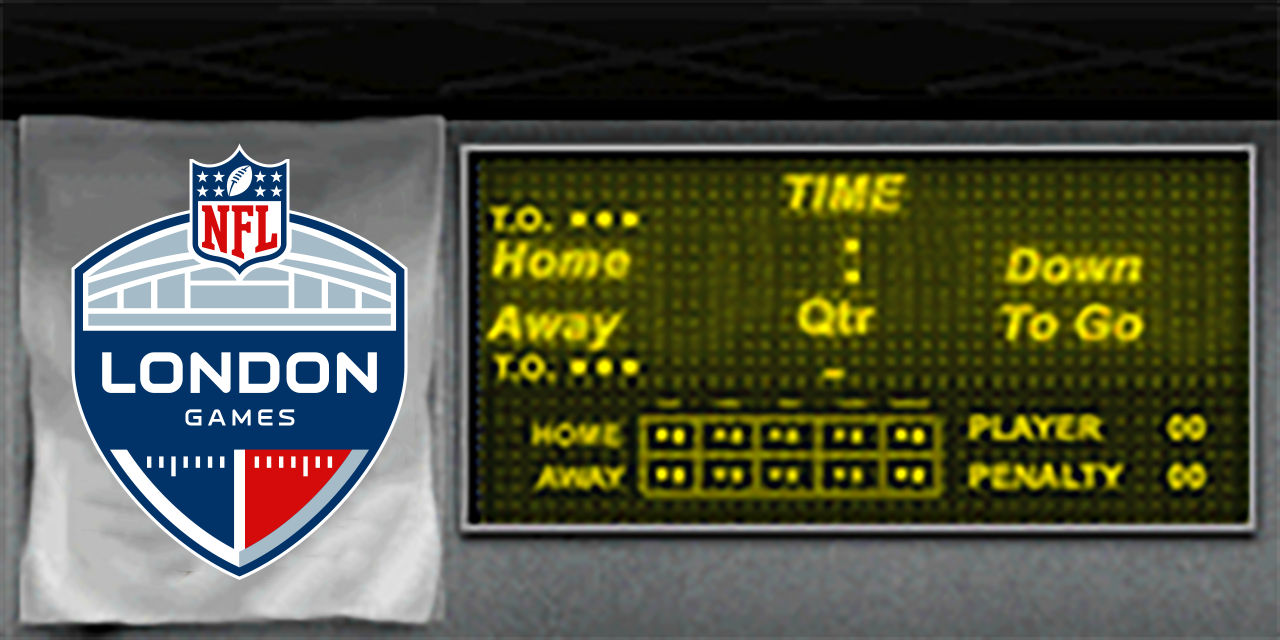 NFL
LONDON
GAMES
TIME
T.O.
Home
:
Away
Qtr
T.O.
-
Down
To Go
HOME
AWAY
PLAYER 00
PENALTY 00